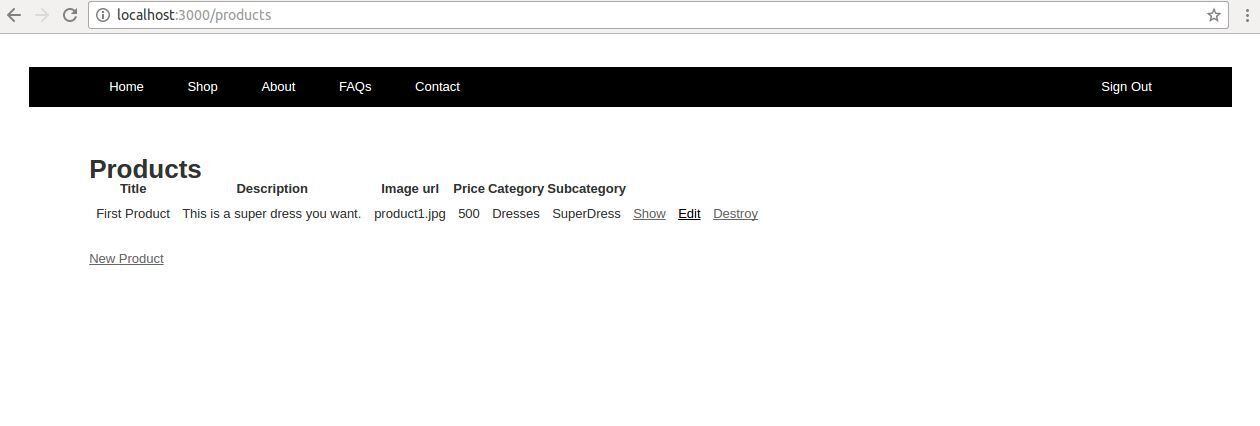 localhost:3000/products
Home Shop About FAQs Contact Sign Out
Products
Title Description Image url Price Category Subcategory
First Product This is a super dress you want. product1.jpg 500 Dresses SuperDress Show Edit Destroy
New Product